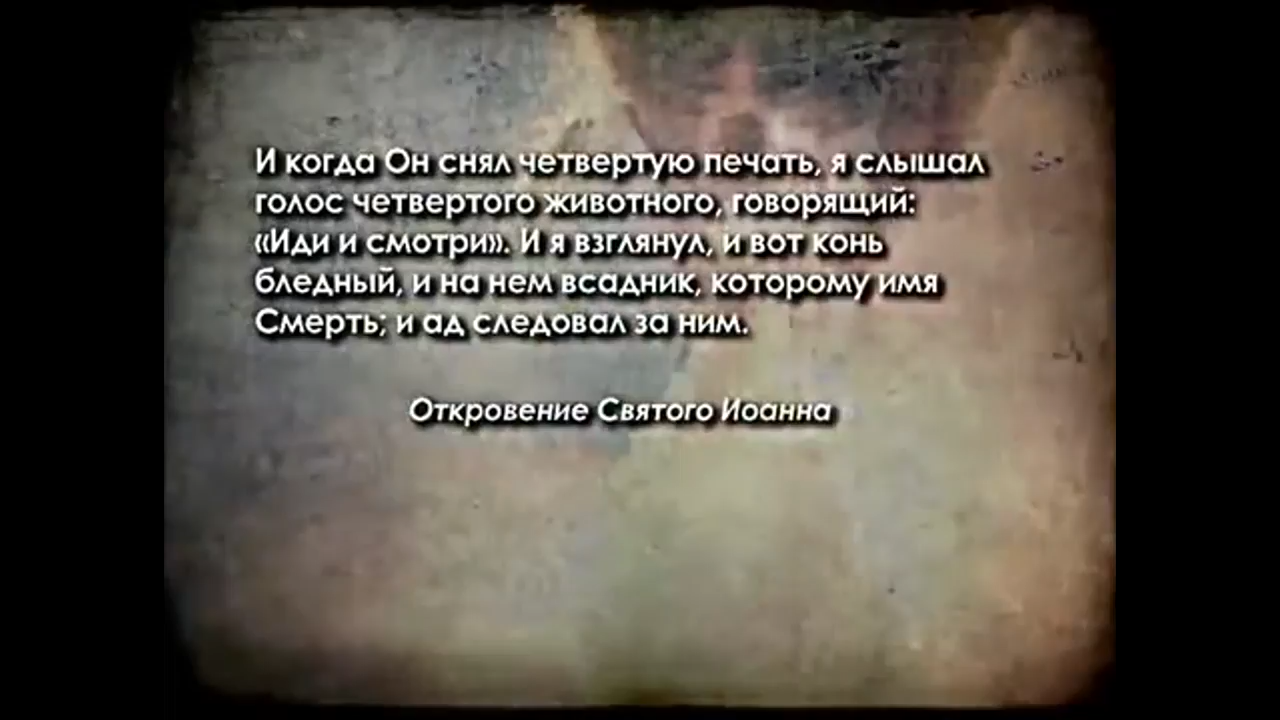 И когда Он снял четвертую печать, я слышал
голос четвертого животного, говорящий:
«Иди и смотри». И я взглянул, и вот конь
бледный, и на нем всадник, которому имя
Смерть; и ад следовал за ним.
Откровение Святого Иоанна